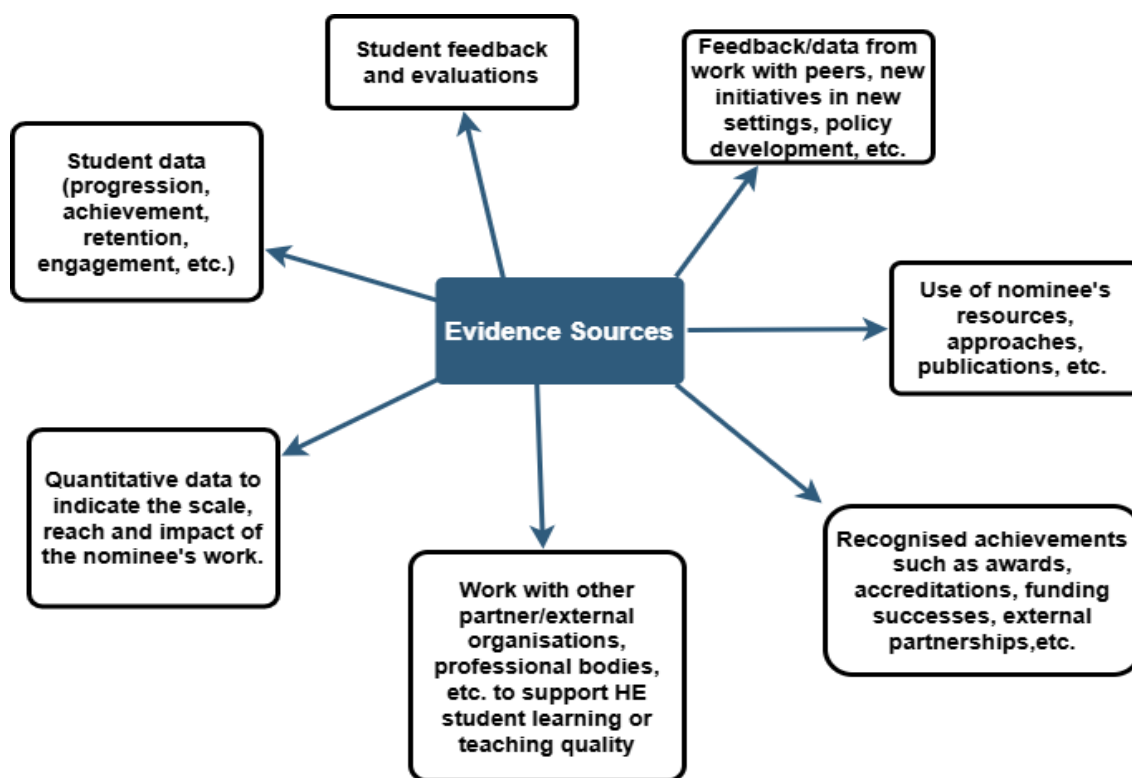 Student feedback
and evaluations
Feedback/data from
work with peers, new
initiatives in new
settings, policy
development, etc.
Student data
(progression,
achievement,
retention,
engagement, etc.)
Evidence Sources
Use of nominee's
resources,
approaches,
publications, etc.
Quantitative data to
indicate the scale,
reach and impact of
the nominee's work.
Work with other
partner/external
organisations,
professional bodies,
etc. to support HE
student learning or
teaching quality
Recognised achievements
such as awards,
accreditations, funding
successes, external
partnerships,etc.